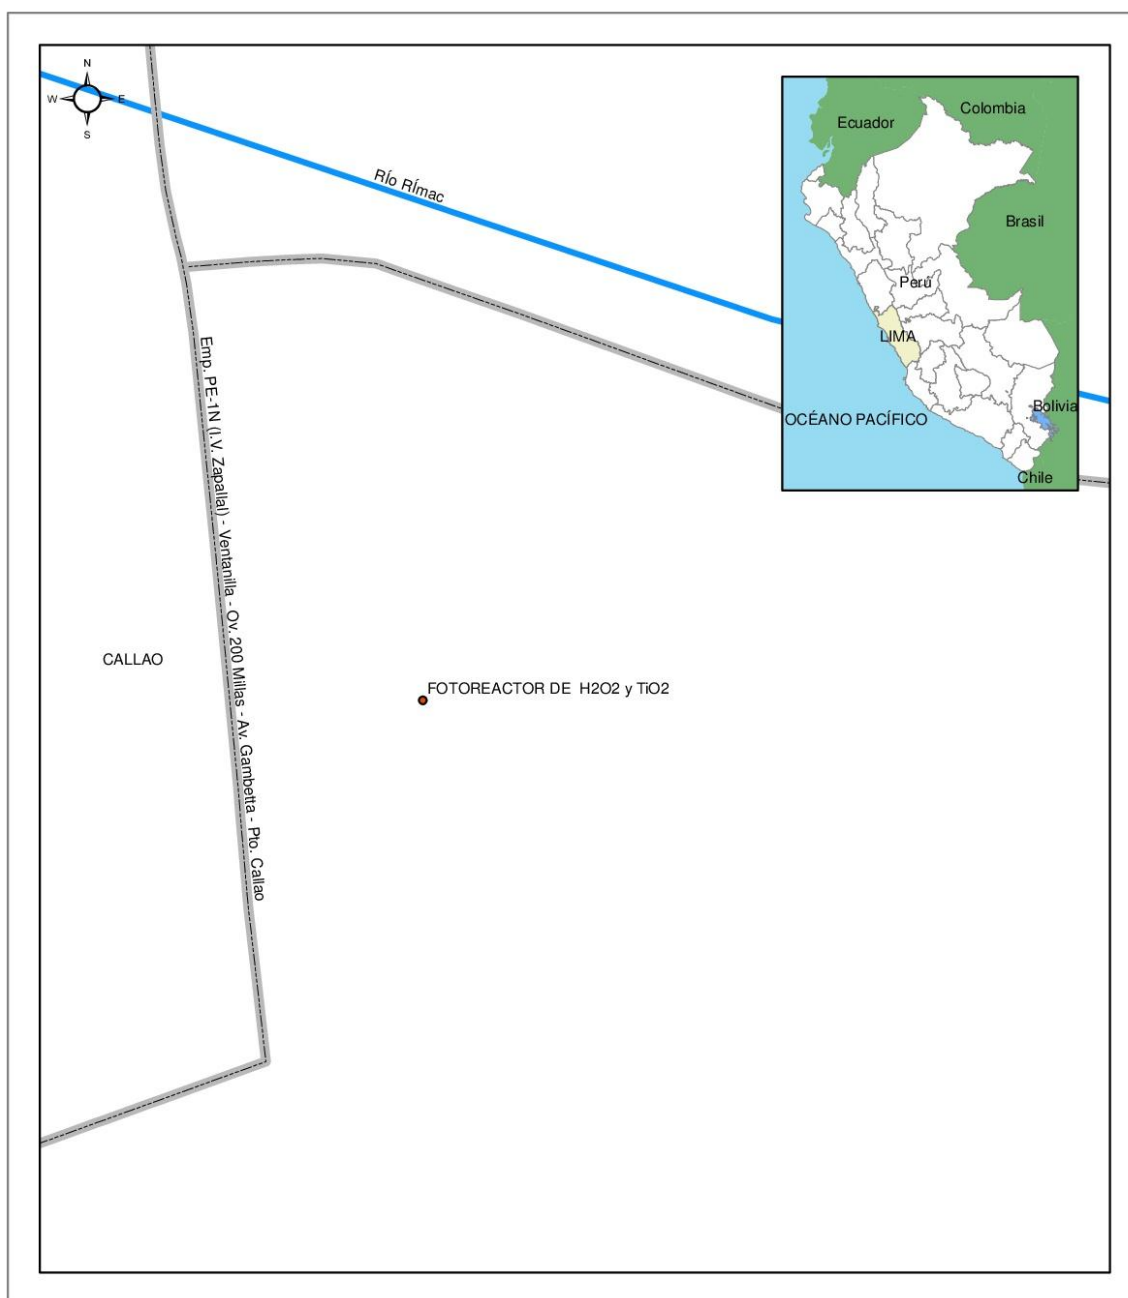 N
W E
S
RÍo RÍmac
Ecuador
Colombia
Brasil
Perú
LIMA
Bolivia
OCÉANO PACÍFICO
Chile
Emp. PE-1N (I.V. Zapallal) - Ventanilla - Ov. 200 Millas - Av. Gambetta - Pto. Callao
CALLAO
FOTOREACTOR DE H2O2 y TiO2